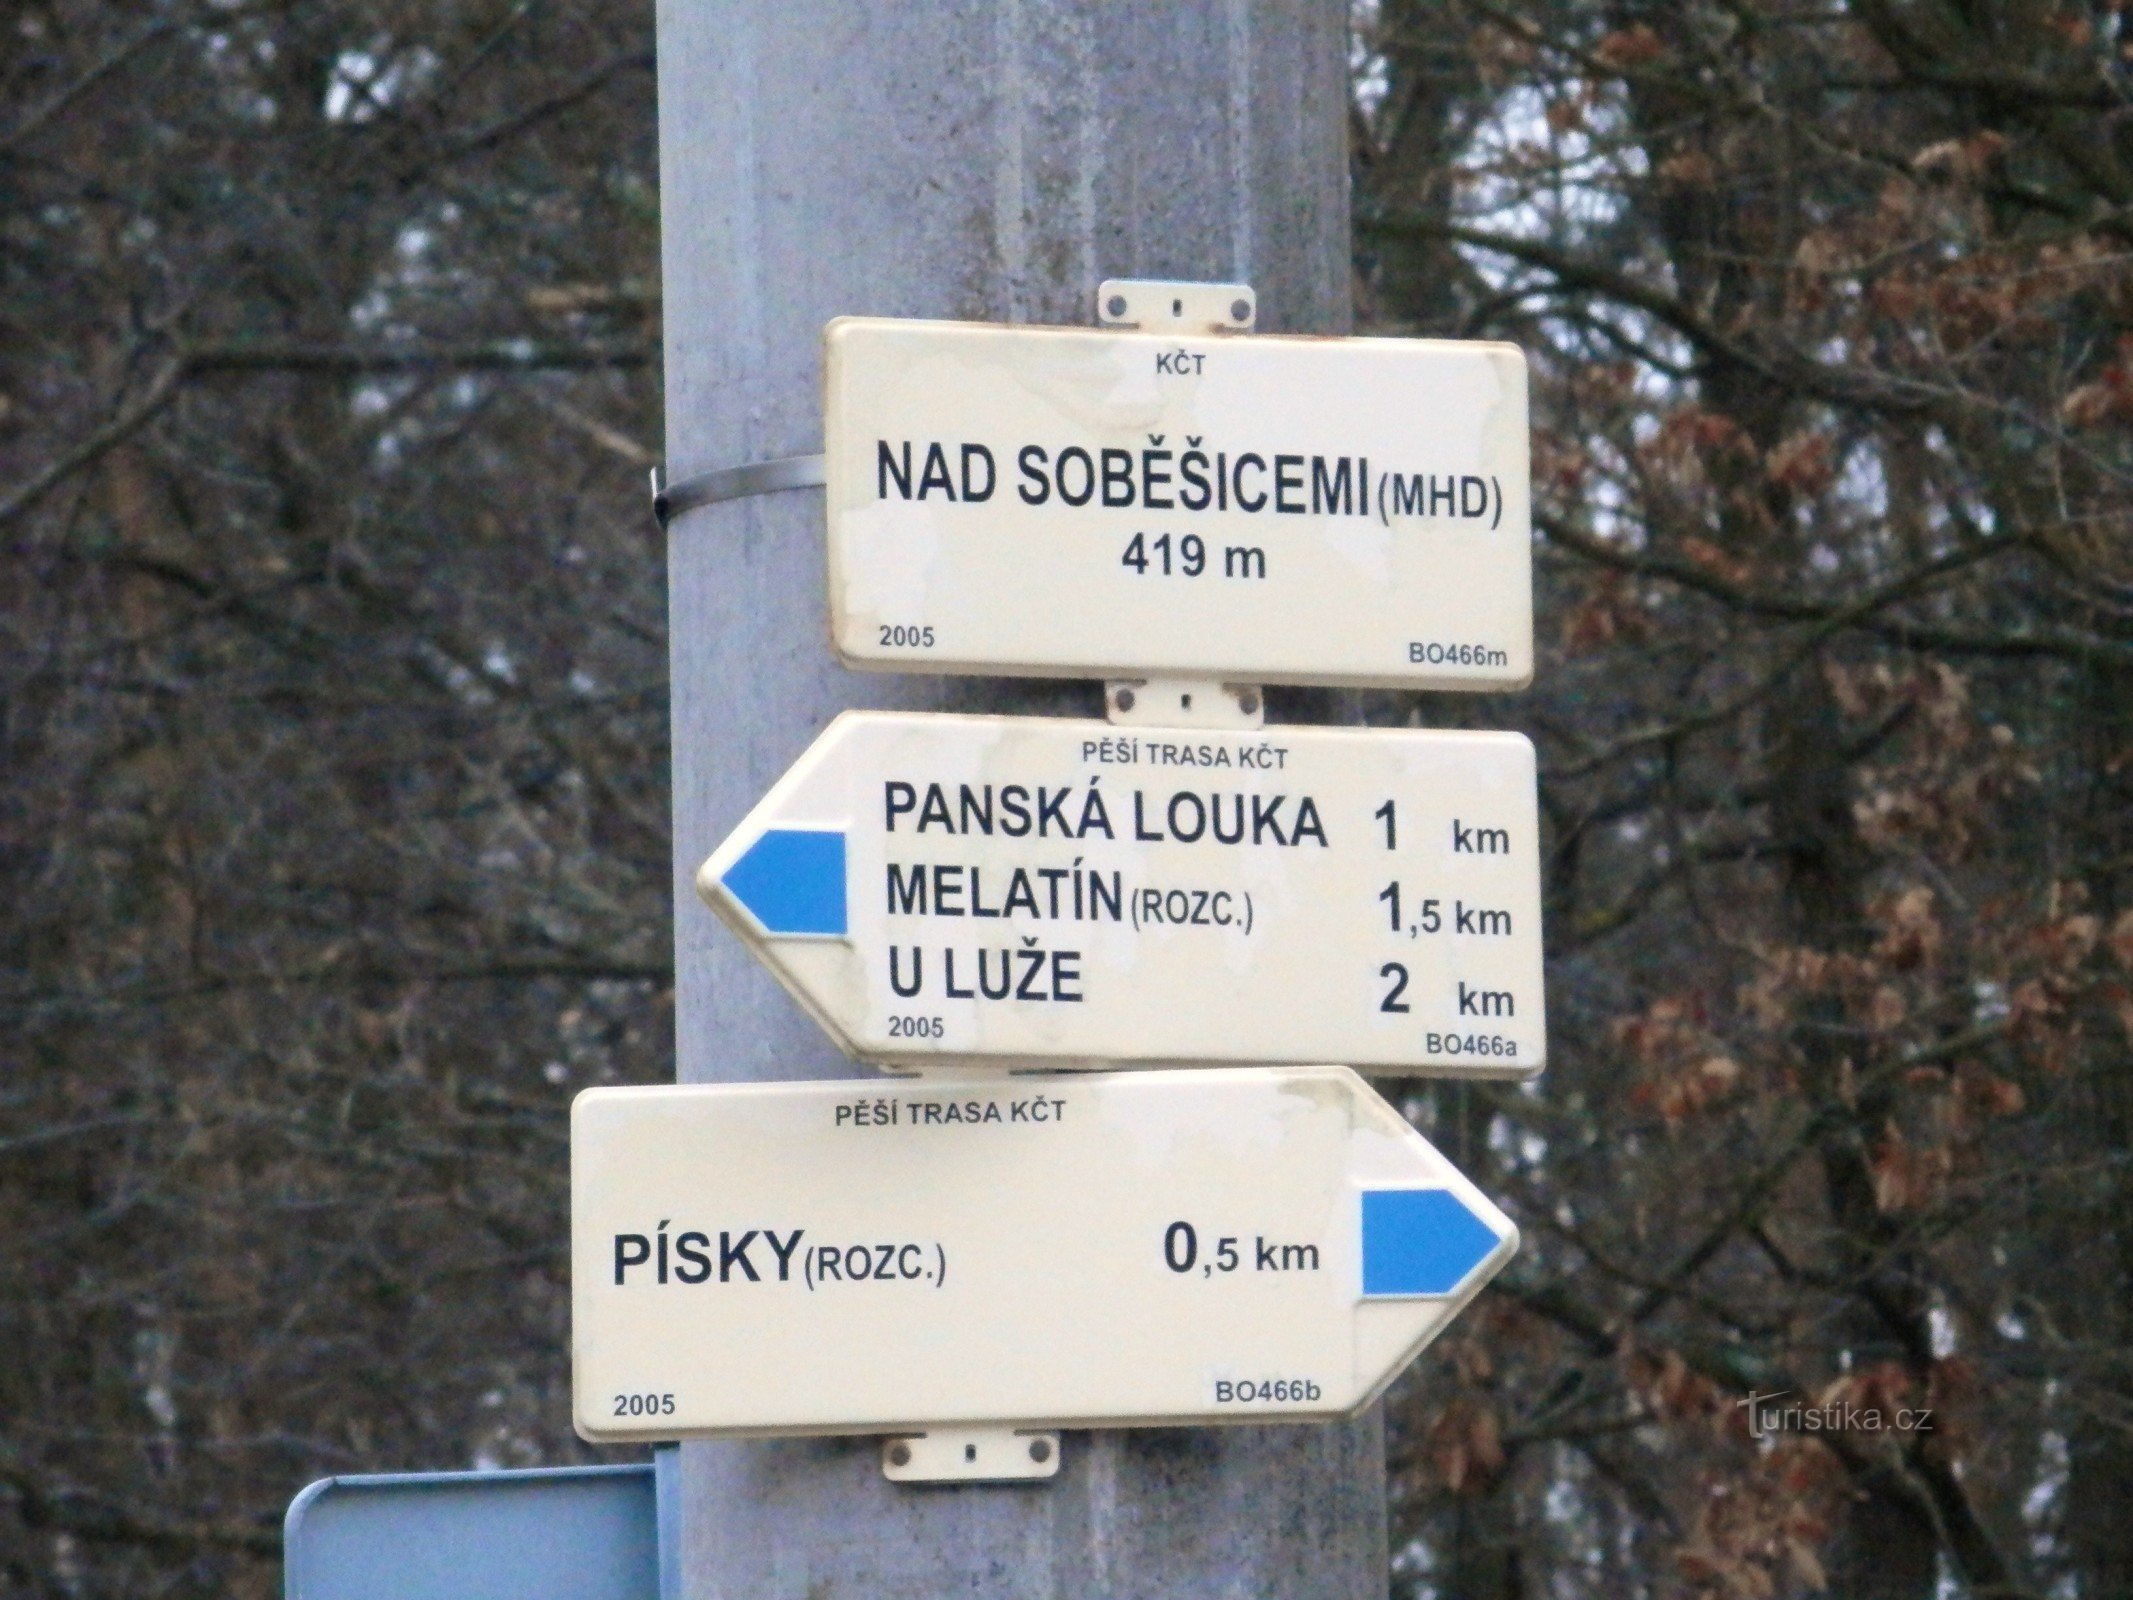 KČT
NAD SOBĚŠICEMI (MHD)
419 m
2005 BO466m
PĚŠÍ TRASA KČT
PANSKÁ LOUKA 1 km
MELATÍN (ROZC.) 1,5 km
U LUŽE 2 km
2005 BO466a
PĚŠÍ TRASA KČT
PÍSKY (ROZC.) 0,5 km
2005 BO466b
Turistika.cz